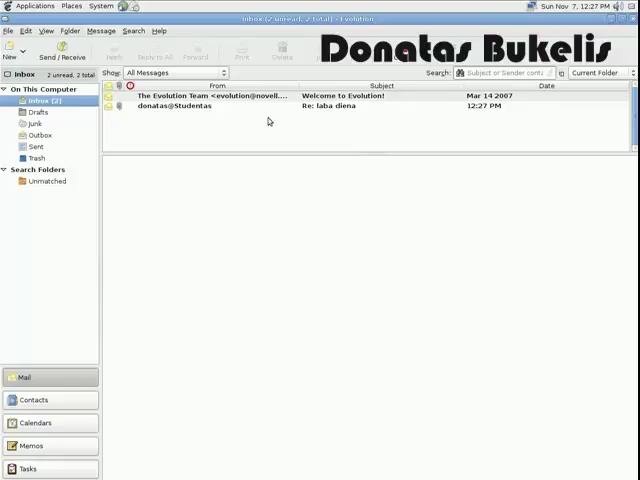 Applications Places System Sun Nov 7, 12:27 PM
Inbox (2 unread, 2 total) - Evolution
File Edit View Folder Message Search Help
Donatas Bukelis
New Send / Receive Reply Reply to All Forward Print Delete
Inbox 2 unread, 2 total Show: All Messages Search: Subject or Sender conta in Current Folder
On This Computer
Inbox (2)
Drafts
Junk
Outbox
Sent
Trash
Search Folders
Unmatched
From Subject Date
The Evolution Team <evolution@novell.... Welcome to Evolution! Mar 14 2007
donatas@Studentas Re: laba diena 12:27 PM
Mail
Contacts
Calendars
Memos
Tasks